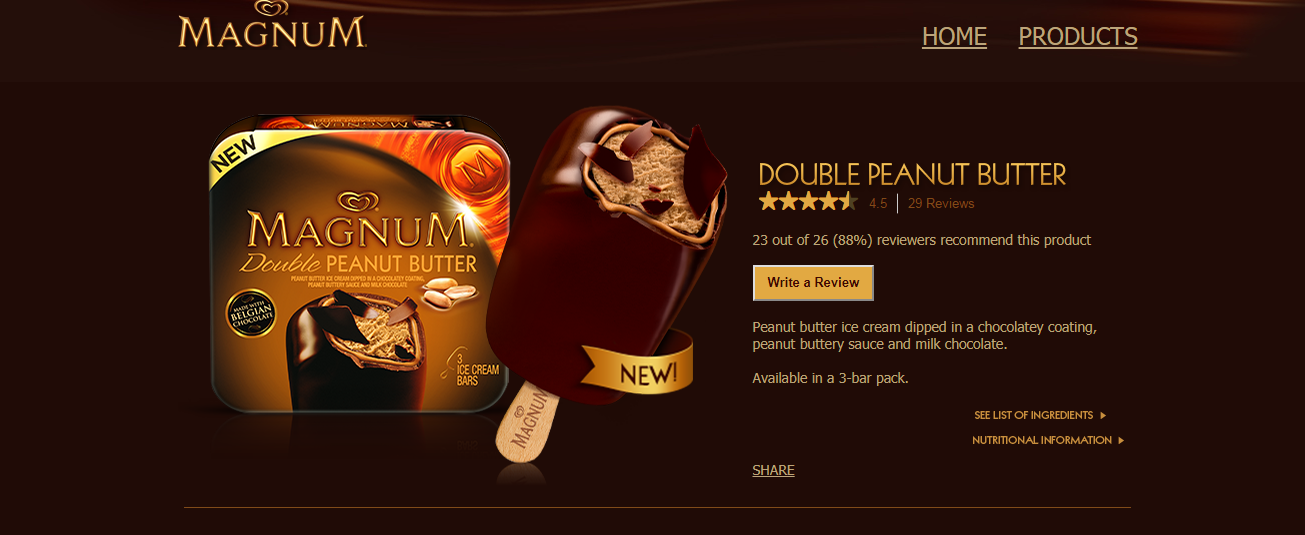 MAGNUM
HOME PRODUCTS
NEW
M
MAGNUM
Double PEANUT BUTTER
PEANUT BUTTER ICE CREAM DIPPED IN A CHOCOLATEY COATING,
PEANUT BUTTERY SAUCE AND MILK CHOCOLATE
MADE WITH
BELGIAN
CHOCOLATE
3
ICE CREAM
BARS
NEW!
MAGNUM
DOUBLE PEANUT BUTTER
4.5 29 Reviews
23 out of 26 (88%) reviewers recommend this product
Write a Review
Peanut butter ice cream dipped in a chocolatey coating,
peanut buttery sauce and milk chocolate.
Available in a 3-bar pack.
SEE LIST OF INGREDIENTS
NUTRITIONAL INFORMATION
SHARE